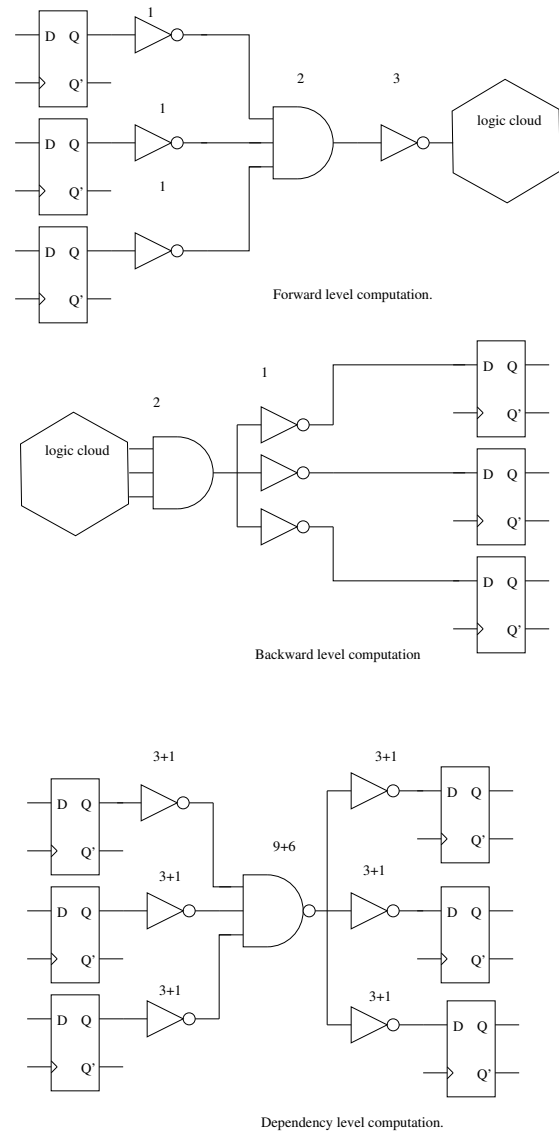 1
D Q
Q'
2
3
1
D Q
Q'
logic cloud
1
D Q
Q'
Forward level computation.
1
D Q
Q'
2
logic cloud
D Q
Q'
D Q
Q'
Backward level computation
3+1
3+1
D Q
Q'
D Q
Q'
9+6
3+1
3+1
D Q
Q'
D Q
Q'
3+1
3+1
D Q
Q'
D Q
Q'
Dependency level computation.